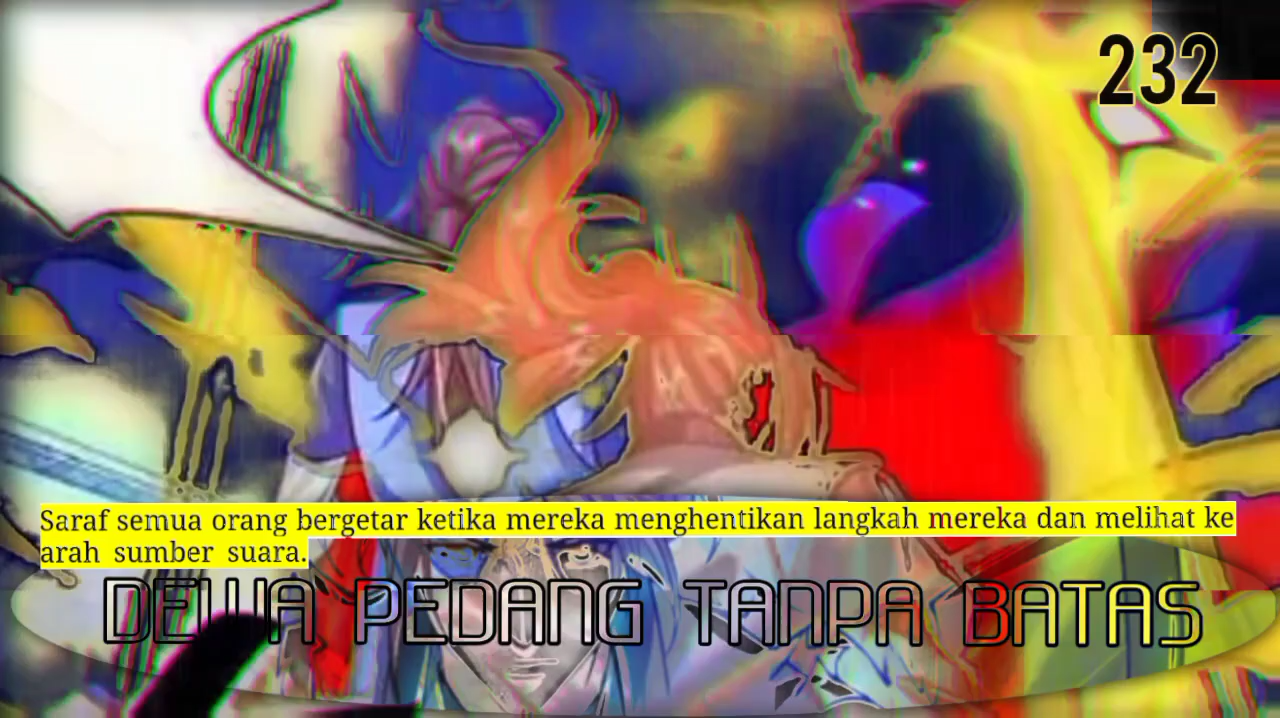 232
Saraf semua orang bergetar ketika mereka menghentikan langkah mereka dan melihat ke
arah sumber suara.
DEWA PEDANG TANPA BATAS